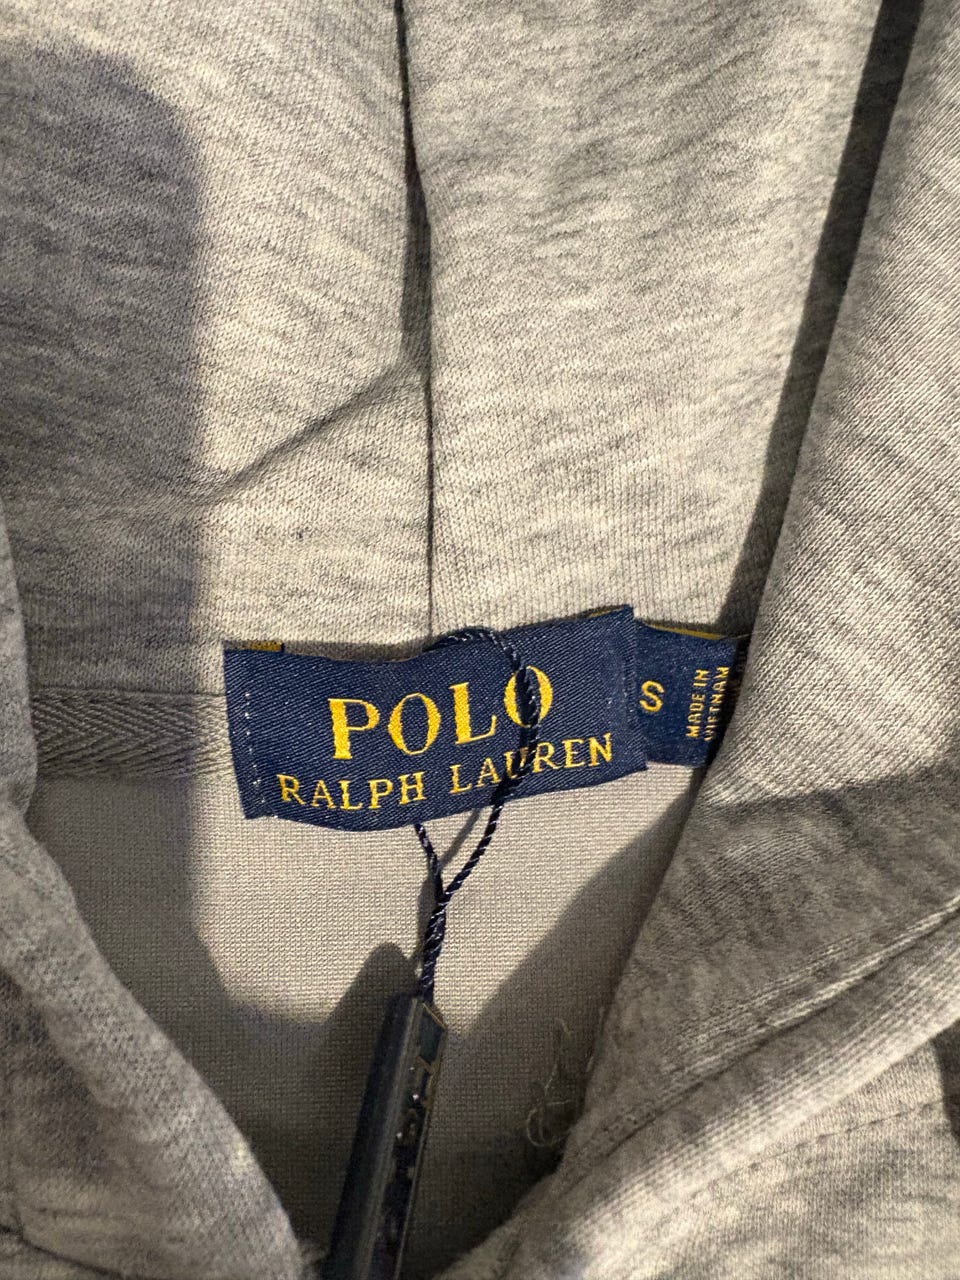 POLO
RALPH LAUREN
S
MADE IN
VIETNAM